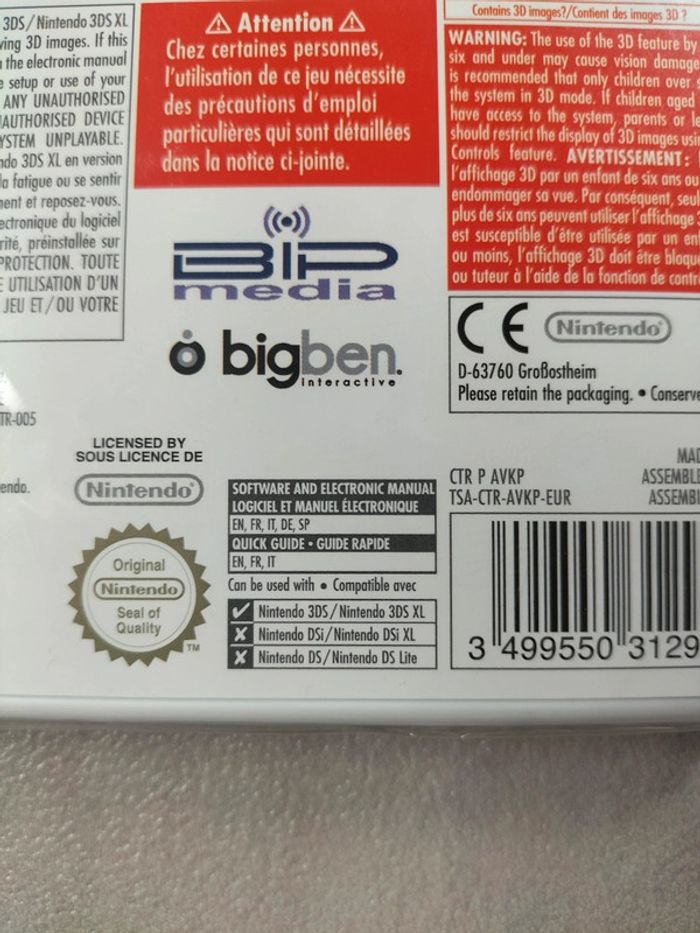 3DS/Nintendo 3DS XL
ing 3D images. If this
the electronic manual
setup or use of your
ANY UNAUTHORISED
AUTHORISED DEVICE
YSTEM UNPLAYABLE.
ndo 3DS XL en version
la fatigue ou se sentir
ment et reposez-vous.
ectronique du logiciel
rité, préinstallée sur
PROTECTION. TOUTE
UTILISATION D'UN
JEU ET/OU VOTRE
TR-005
endo.
⚠ Attention ⚠
Chez certaines personnes,
l'utilisation de ce jeu nécessite
des précautions d'emploi
particulières qui sont détaillées
dans la notice ci-jointe.
BIP
media
bigben.
interactive
Contains 3D images?/Contient des images 3D ?
WARNING: The use of the 3D feature by
six and under may cause vision damage
is recommended that only children over
the system in 3D mode. If children aged
have access to the system, parents or le
should restrict the display of 3D images usin
Controls feature. AVERTISSEMENT :
l'affichage 3D par un enfant de six ans ou
endommager sa vue. Par conséquent, seul
plus de six ans peuvent utiliser l'affichage
est susceptible d'être utilisée par un en
ou moins, l'affichage 3D doit être bloqu
ou tuteur à l'aide de la fonction de cont
CE Nintendo
D-63760 Großostheim
Please retain the packaging. • Conserve
LICENSED BY
SOUS LICENCE DE
Nintendo
Original
Nintendo
Seal of
Quality
TM
SOFTWARE AND ELECTRONIC MANUAL
LOGICIEL ET MANUEL ÉLECTRONIQUE
EN, FR, IT, DE, SP
QUICK GUIDE • GUIDE RAPIDE
EN, FR, IT
Can be used with • Compatible avec
✓ Nintendo 3DS/Nintendo 3DS XL
✗ Nintendo DSi/Nintendo DSi XL
✗ Nintendo DS/Nintendo DS Lite
MAD
CTR P AVKP ASSEMBLE
TSA-CTR-AVKP-EUR ASSEMB
3 499550 3129